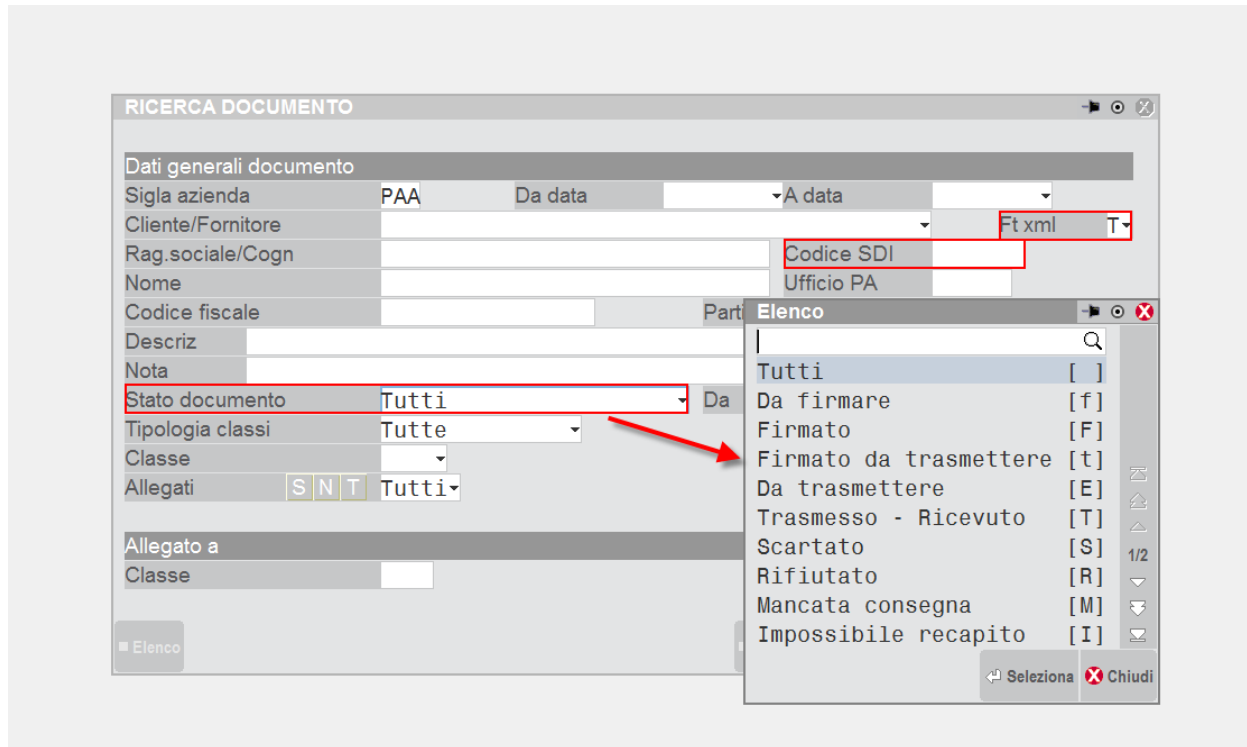 RICERCA DOCUMENTO
Dati generali documento
Sigla azienda PAA Da data A data
Cliente/Fornitore Ft xml T
Rag.sociale/Cogn Codice SDI
Nome Ufficio PA
Codice fiscale Parti
Descriz
Nota
Stato documento Tutti Da
Tipologia classi Tutte
Classe
Allegati S N T Tutti
Allegato a
Classe
Elenco
Elenco
Tutti [ ]
Da firmare [f]
Firmato [F]
Firmato da trasmettere [t]
Da trasmettere [E]
Trasmesso - Ricevuto [T]
Scartato [S]
Rifiutato [R]
Mancata consegna [M]
Impossibile recapito [I]
1/2
Seleziona Chiudi